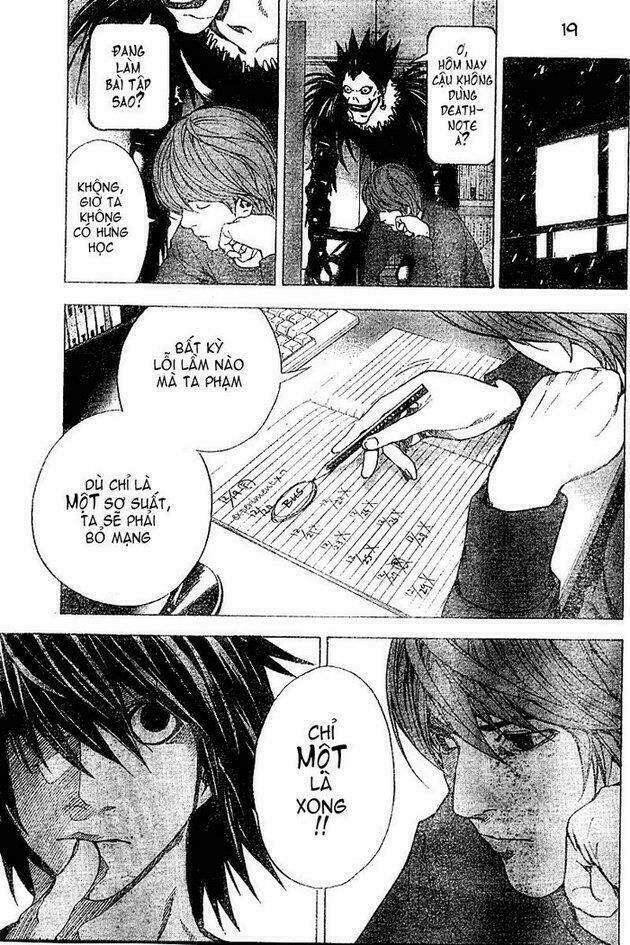 19
Ơ,
HÔM NAY
CẬU KHÔNG
DÙNG
DEATH-
NOTE
À?
ĐANG
LÀM
BÀI TẬP
SAO?
KHÔNG,
GIỜ TA
KHÔNG
CÓ HỨNG
HỌC
BẤT KỲ
LỖI LẦM NÀO
MÀ TA PHẠM
DÙ CHỈ LÀ
MỘT SƠ SUẤT,
TA SẼ PHẢI
BỎ MẠNG
BUS
CHỈ
MỘT
LÀ
XONG
!!